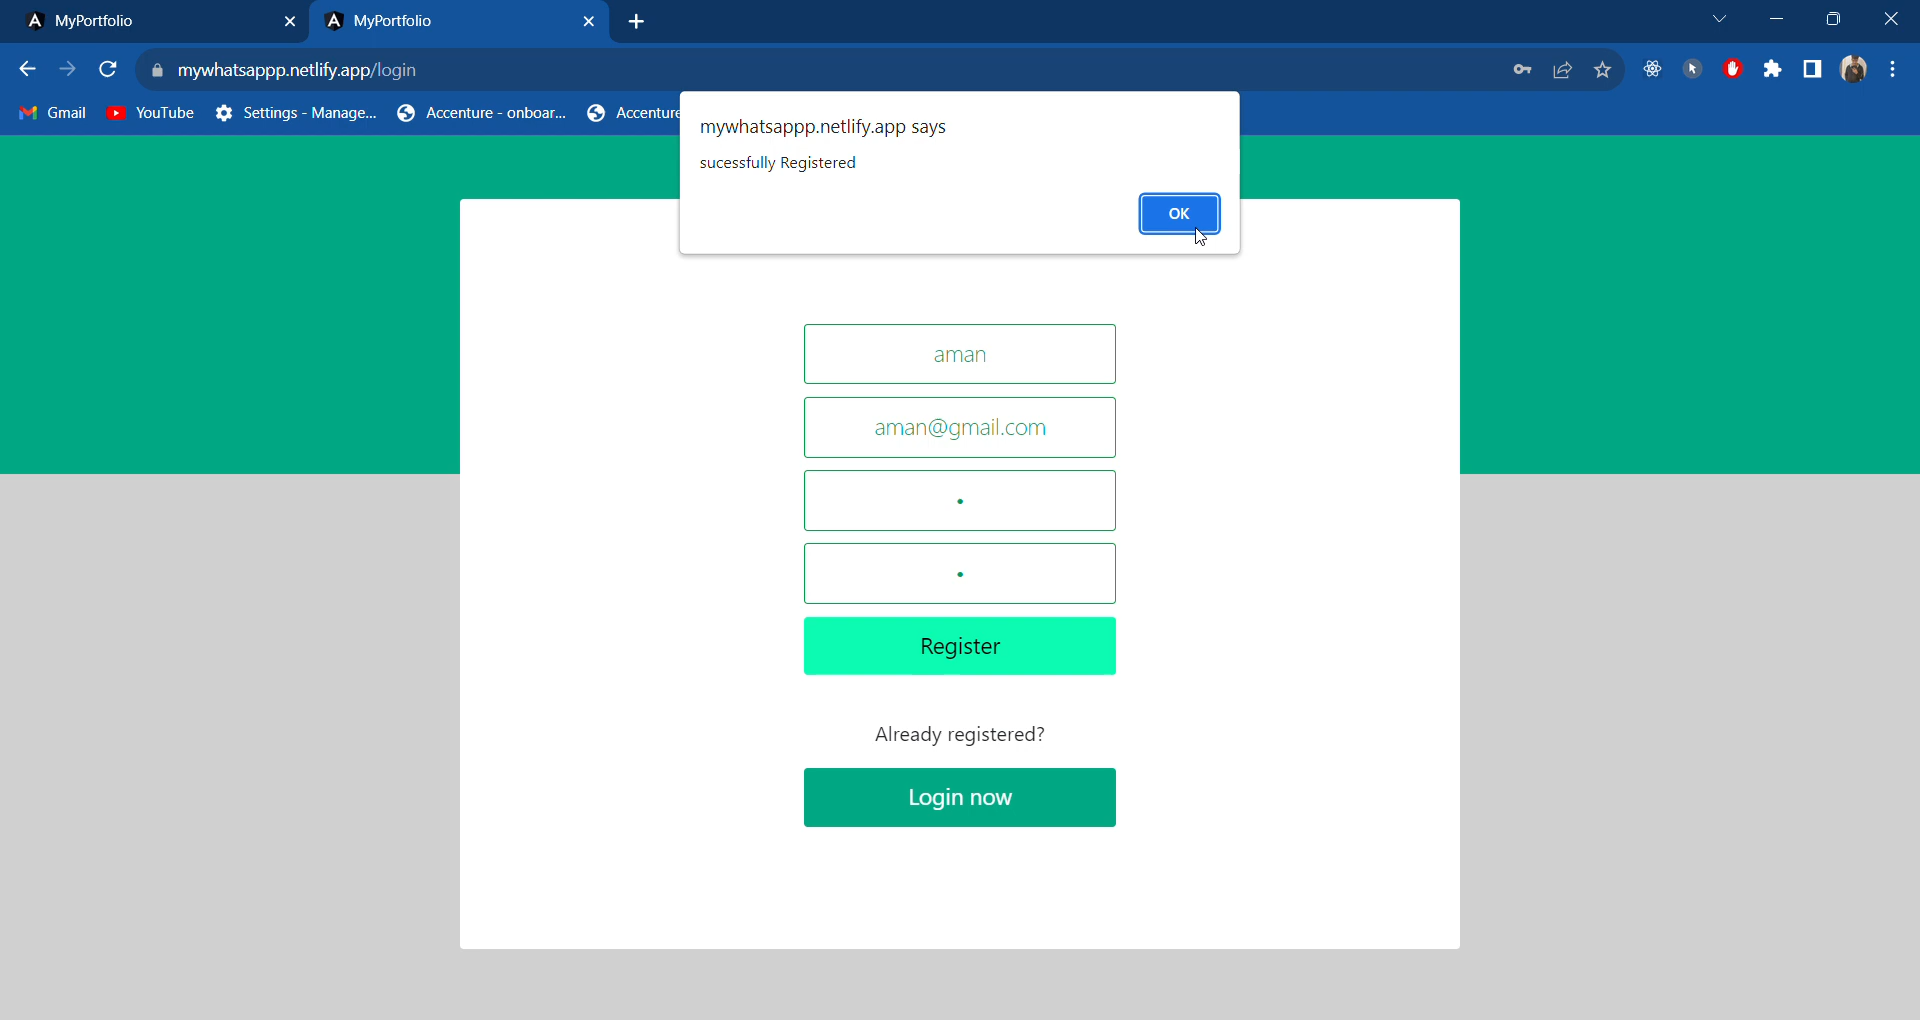 MyPortfolio
MyPortfolio
mywhatsappp.netlify.app/login
Gmail
YouTube
Settings - Manage...
Accenture - onboar...
Accenture
mywhatsappp.netlify.app says
sucessfully Registered
OK
aman
aman@gmail.com
Register
Already registered?
Login now